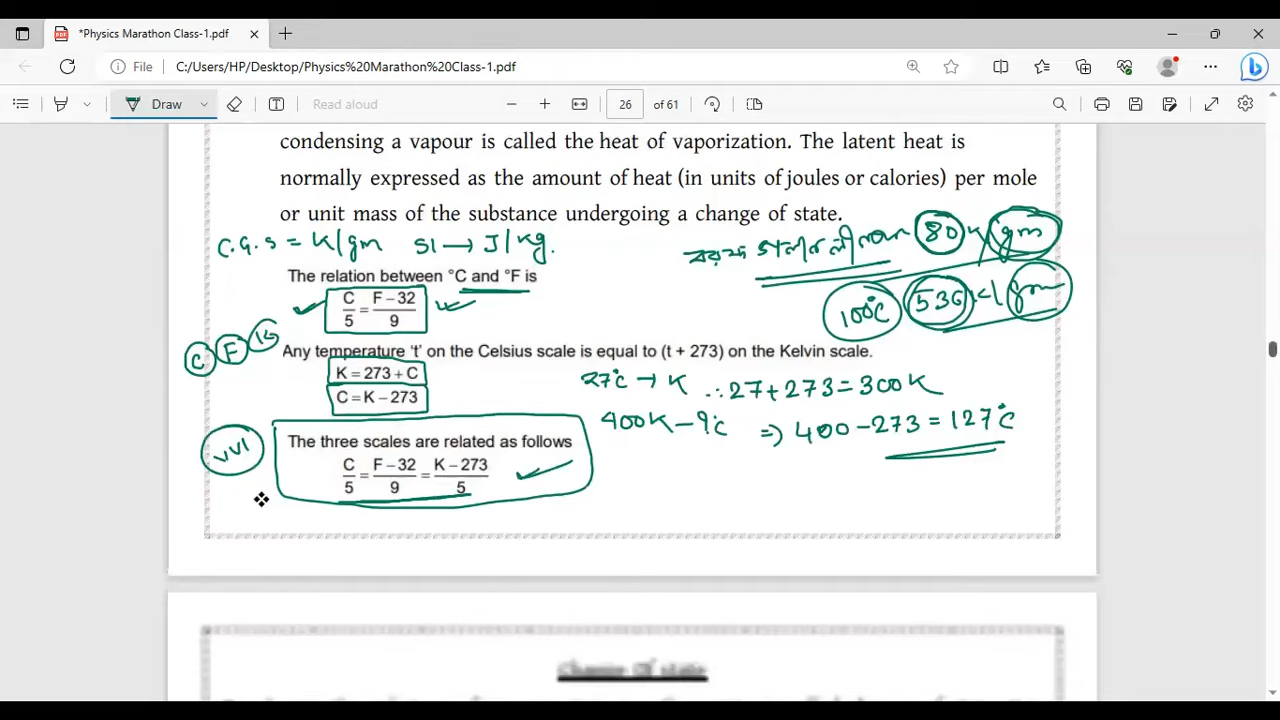 *Physics Marathon Class-1.pdf
File C:/Users/HP/Desktop/Physics%20Marathon%20Class-1.pdf
Draw Read aloud 26 of 61
condensing a vapour is called the heat of vaporization. The latent heat is
normally expressed as the amount of heat (in units of joules or calories) per mole
or unit mass of the substance undergoing a change of state.
C.G.S = K/gm SI → J/kg.
80 K/gm
The relation between °C and °F is
C/5 = F – 32/9
100°C 536 gm
C F K
Any temperature ‘t’ on the Celsius scale is equal to (t + 273) on the Kelvin scale.
K = 273 + C
27°C → K ∴ 27 + 273 = 300 K
C = K – 273
400K – ?°C ⇒ 400 – 273 = 127°C
VVI
The three scales are related as follows
C/5 = F – 32/9 = K – 273/5
Change Of state